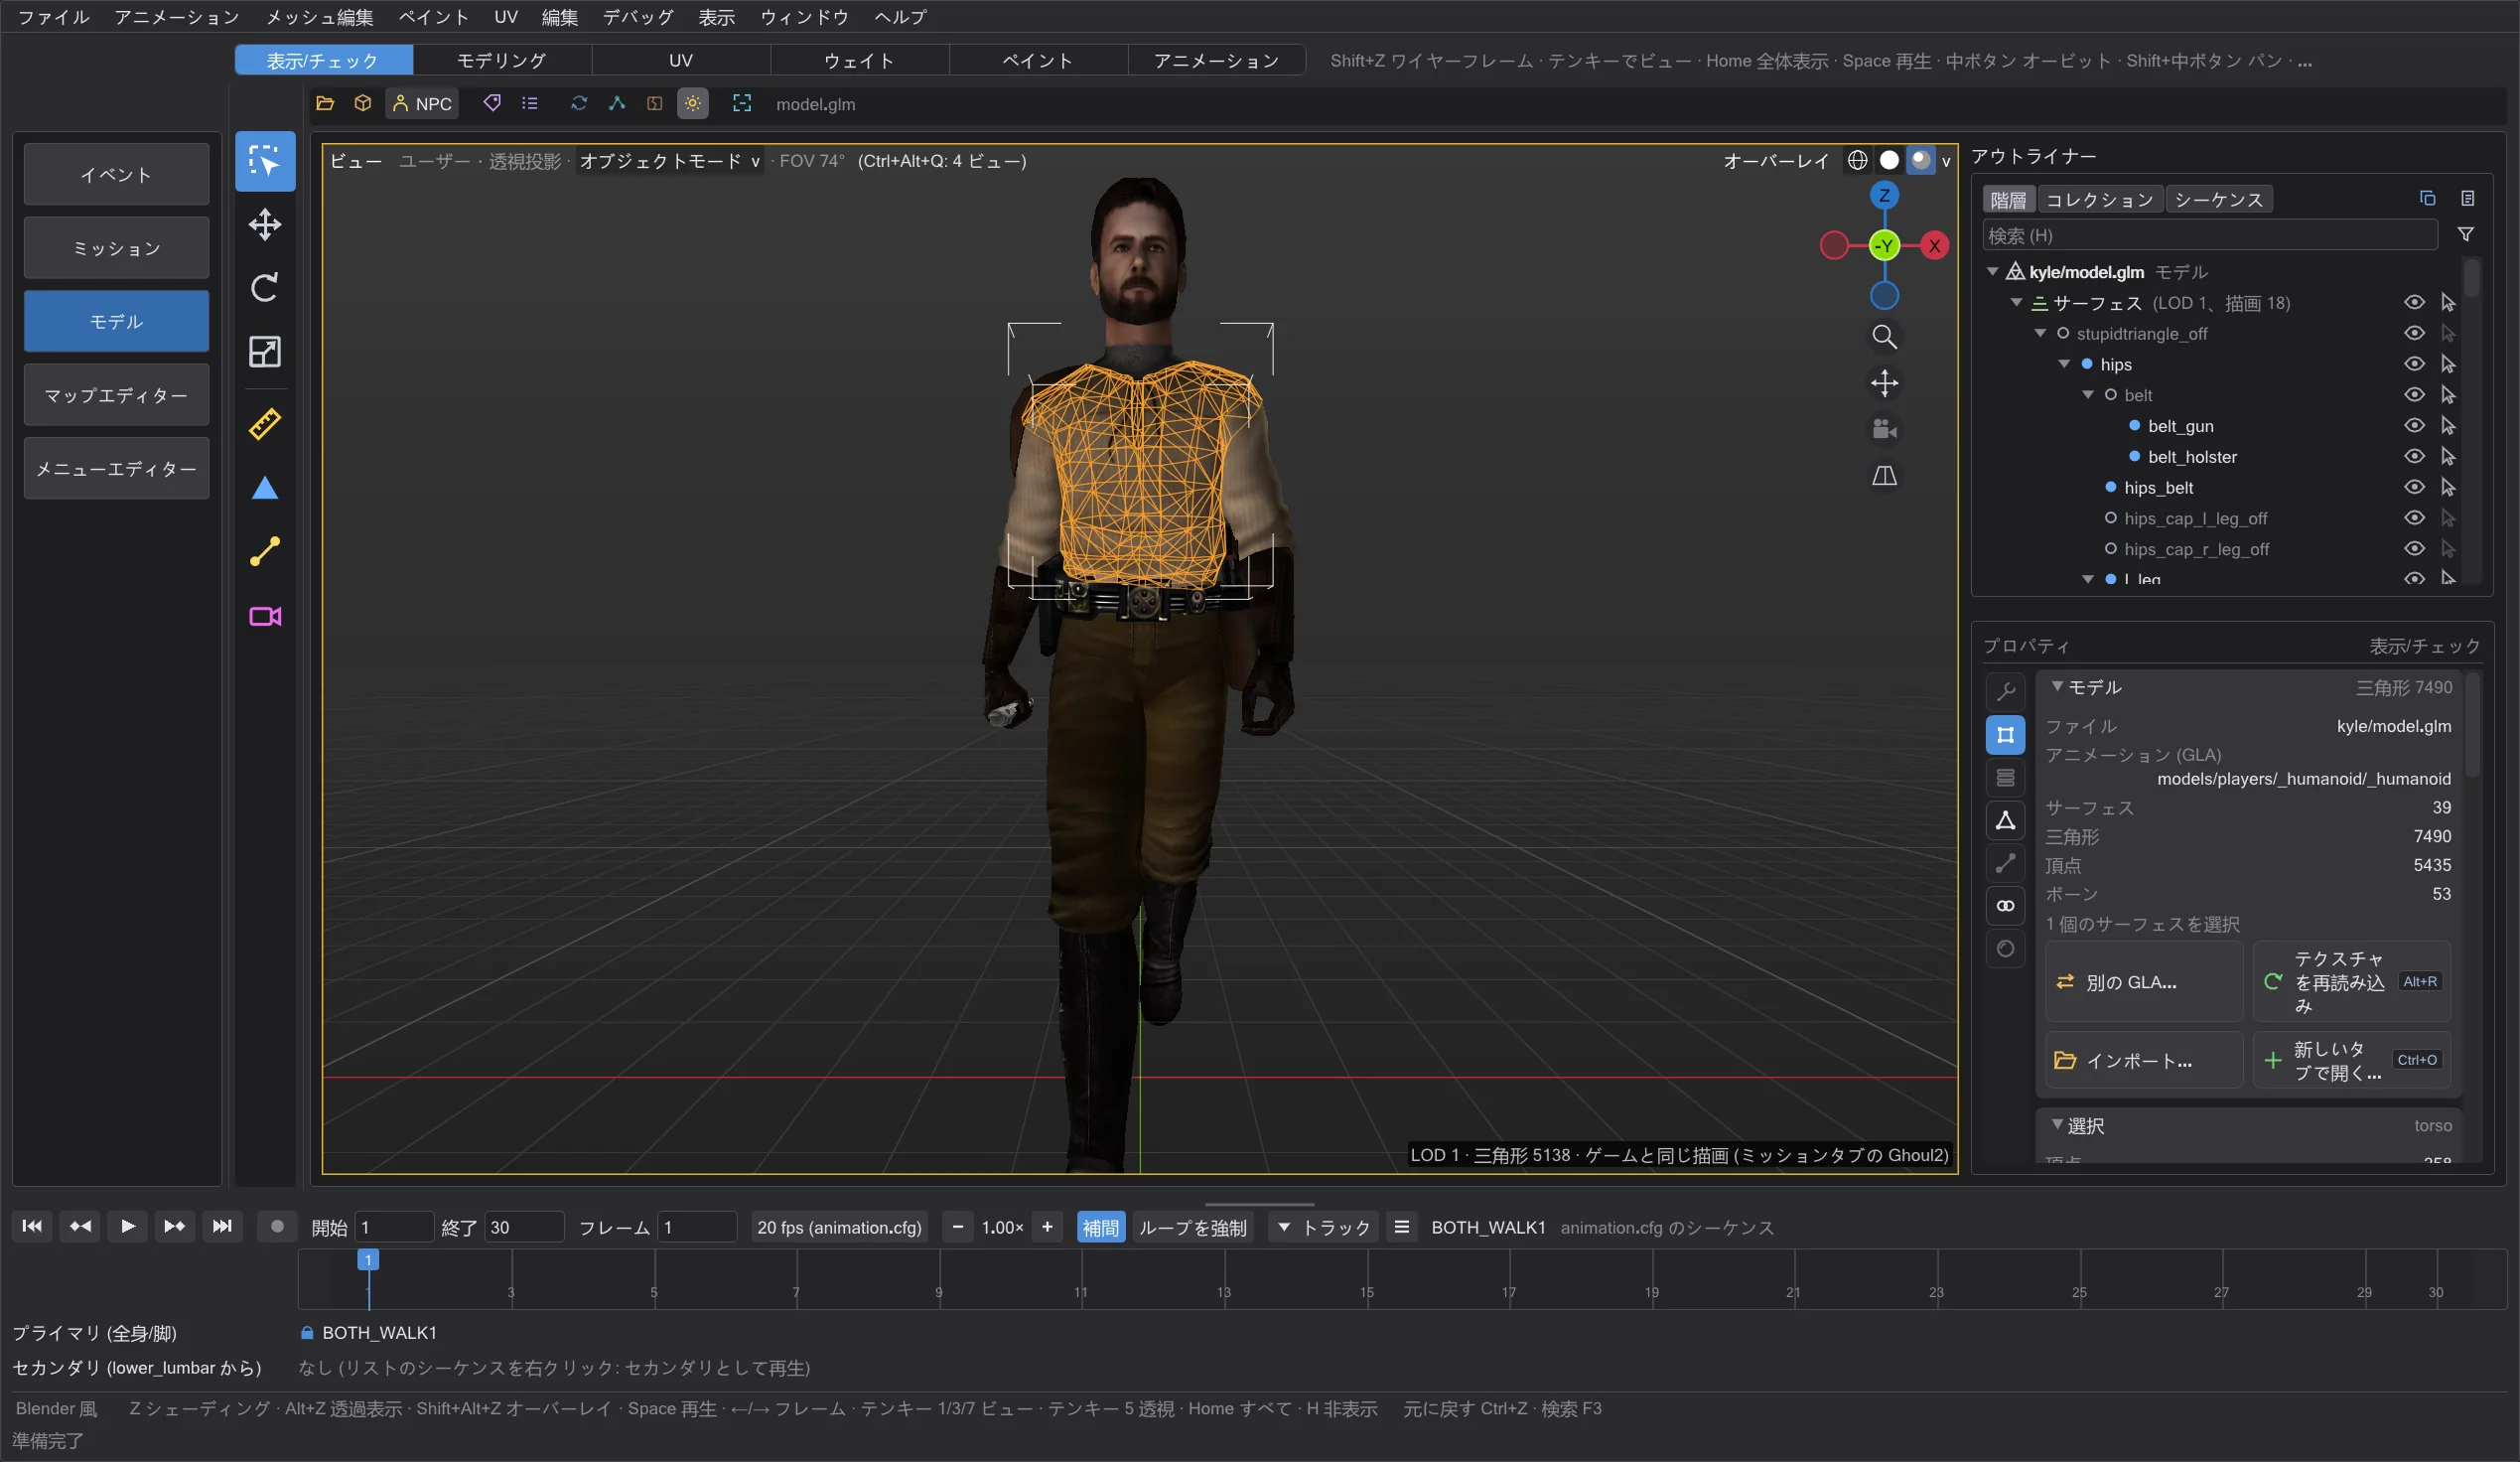 ファイル アニメーション メッシュ編集 ペイント UV 編集 デバッグ 表示 ウィンドウ ヘルプ
表示/チェック モデリング UV ウェイト ペイント アニメーション Shift+Z ワイヤーフレーム · テンキーでビュー · Home 全体表示 · Space 再生 · 中ボタン オービット · Shift+中ボタン パン · ...
NPC model.glm
イベント
ミッション
モデル
マップエディター
メニューエディター
ビュー ユーザー · 透視投影 · オブジェクトモード v · FOV 74° (Ctrl+Alt+Q: 4 ビュー) オーバーレイ v
Z
-Y X
LOD 1 · 三角形 5138 · ゲームと同じ描画 (ミッションタブの Ghoul2)
アウトライナー
階層 コレクション シーケンス
検索 (H)
kyle/model.glm モデル
サーフェス (LOD 1、描画 18)
stupidtriangle_off
hips
belt
belt_gun
belt_holster
hips_belt
hips_cap_l_leg_off
hips_cap_r_leg_off
l_leg
プロパティ 表示/チェック
モデル 三角形 7490
ファイル kyle/model.glm
アニメーション (GLA)
models/players/_humanoid/_humanoid
サーフェス 39
三角形 7490
頂点 5435
ボーン 53
1 個のサーフェスを選択
別の GLA... テクスチャを再読み込み Alt+R
インポート... 新しいタブで開く... Ctrl+O
選択 torso
頂点 258
開始 1 終了 30 フレーム 1 20 fps (animation.cfg) − 1.00× + 補間 ループを強制 トラック BOTH_WALK1 animation.cfg のシーケンス
1
1 3 5 7 9 11 13 15 17 19 21 23 25 27 29 30
プライマリ (全身/脚) BOTH_WALK1
セカンダリ (lower_lumbar から) なし (リストのシーケンスを右クリック: セカンダリとして再生)
Blender 風 Z シェーディング · Alt+Z 透過表示 · Shift+Alt+Z オーバーレイ · Space 再生 · ←/→ フレーム · テンキー 1/3/7 ビュー · テンキー 5 透視 · Home すべて · H 非表示 元に戻す Ctrl+Z · 検索 F3
準備完了